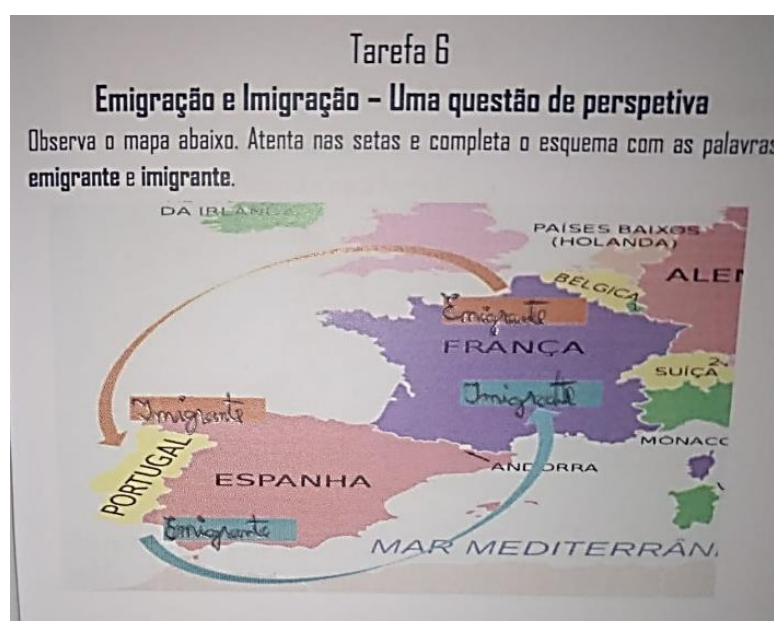 Tarefa 6
Emigração e Imigração – Uma questão de perspetiva
Observa o mapa abaixo. Atenta nas setas e completa o esquema com as palavras
emigrante e imigrante.
DA IRLANDA
PAÍSES BAIXOS
(HOLANDA)
BÉLGICA
ALEM
Emigrante
FRANÇA
SUÍÇA
Imigrante
Imigrante
MONACO
PORTUGAL
ESPANHA
ANDORRA
Emigrante
MAR MEDITERRÂN